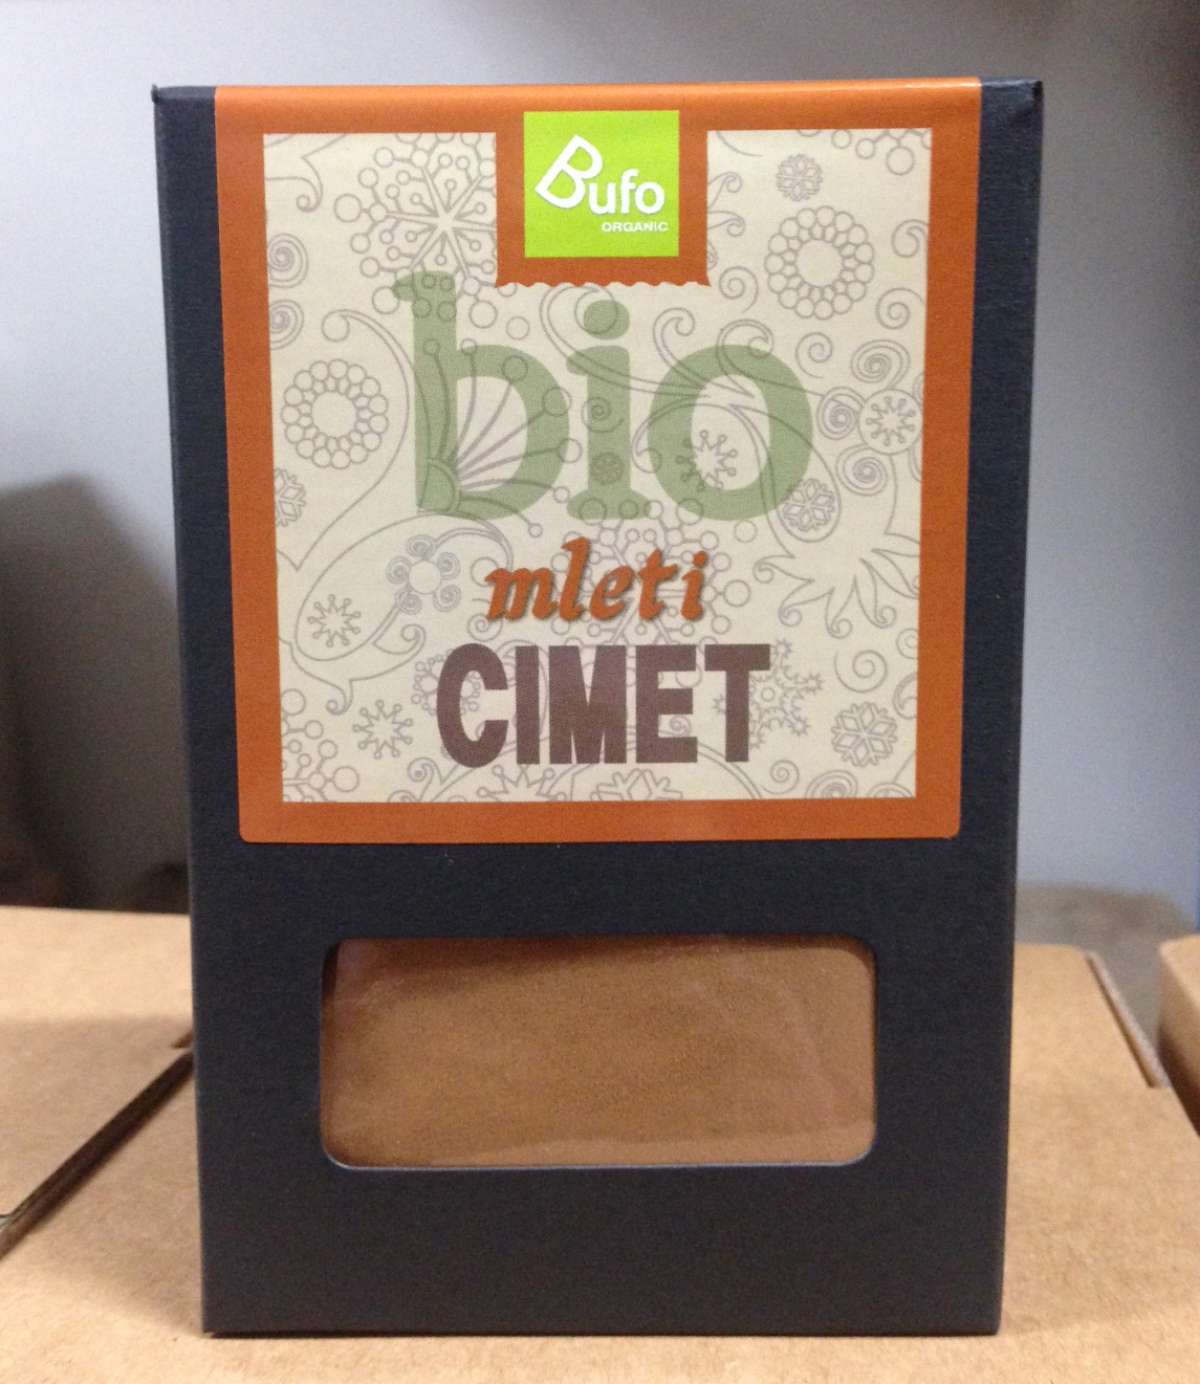 Bufo
ORGANIC
bio
mleti
CIMET